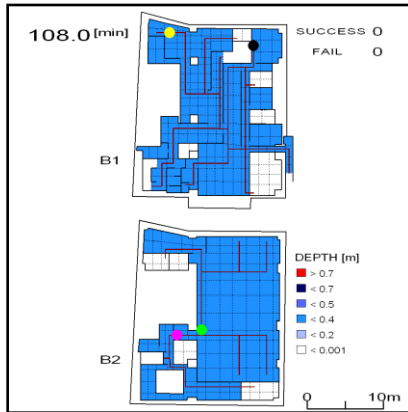 108.0 [min]
SUCCESS 0
FAIL 0
B1
B2
DEPTH [m]
> 0.7
< 0.7
< 0.5
< 0.4
< 0.2
< 0.001
0 10m